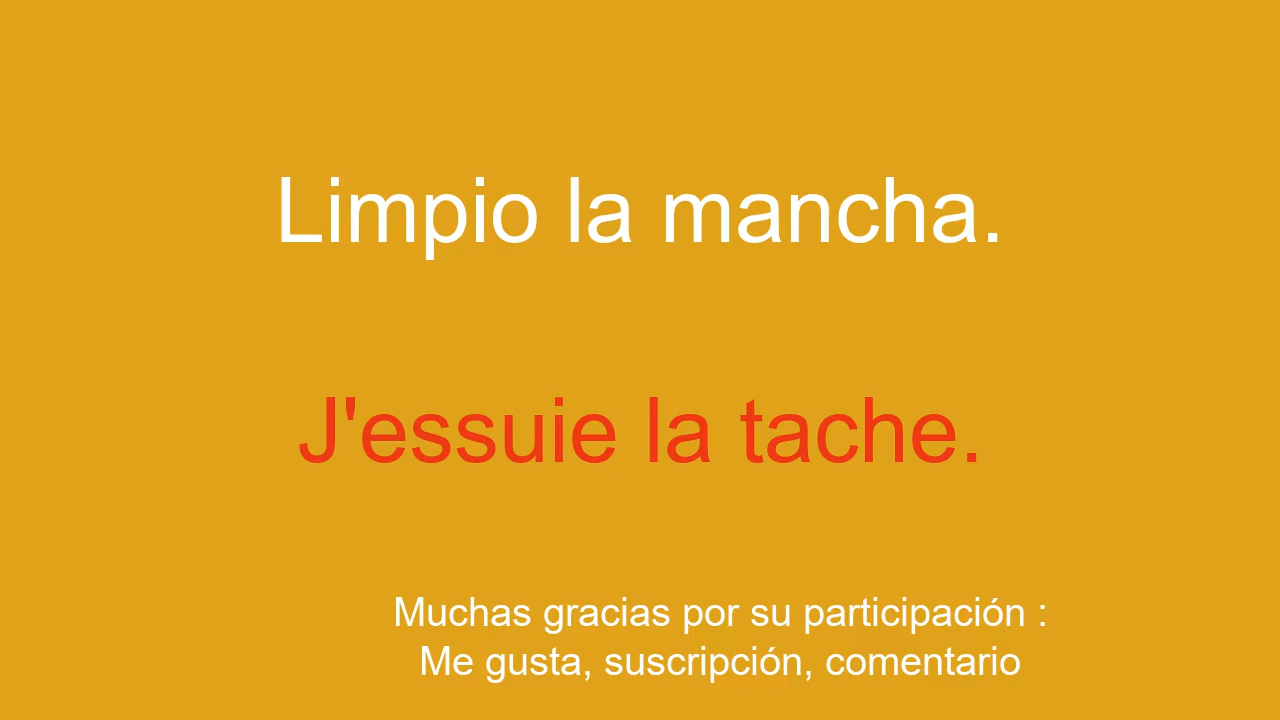 Limpio la mancha.
J'essuie la tache.
Muchas gracias por su participación :
Me gusta, suscripción, comentario